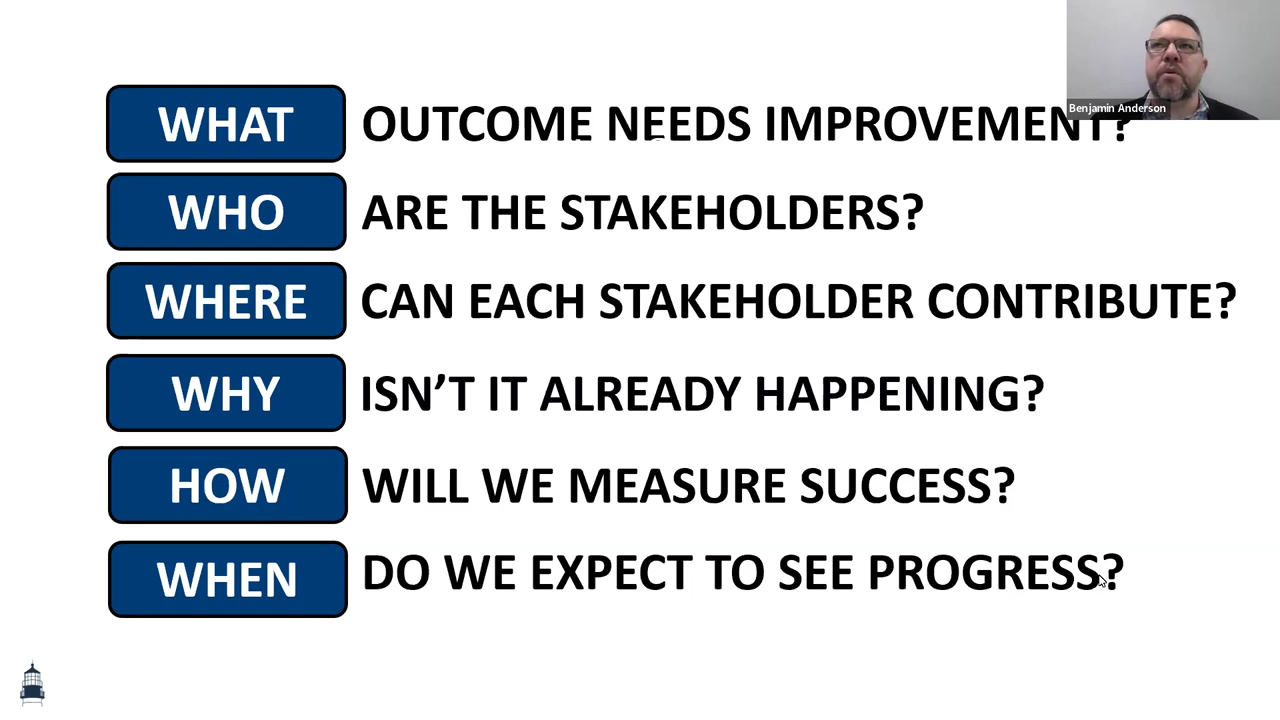 WHAT OUTCOME NEEDS IMPROVEMENT?
Benjamin Anderson
WHO ARE THE STAKEHOLDERS?
WHERE CAN EACH STAKEHOLDER CONTRIBUTE?
WHY ISN’T IT ALREADY HAPPENING?
HOW WILL WE MEASURE SUCCESS?
WHEN DO WE EXPECT TO SEE PROGRESS?